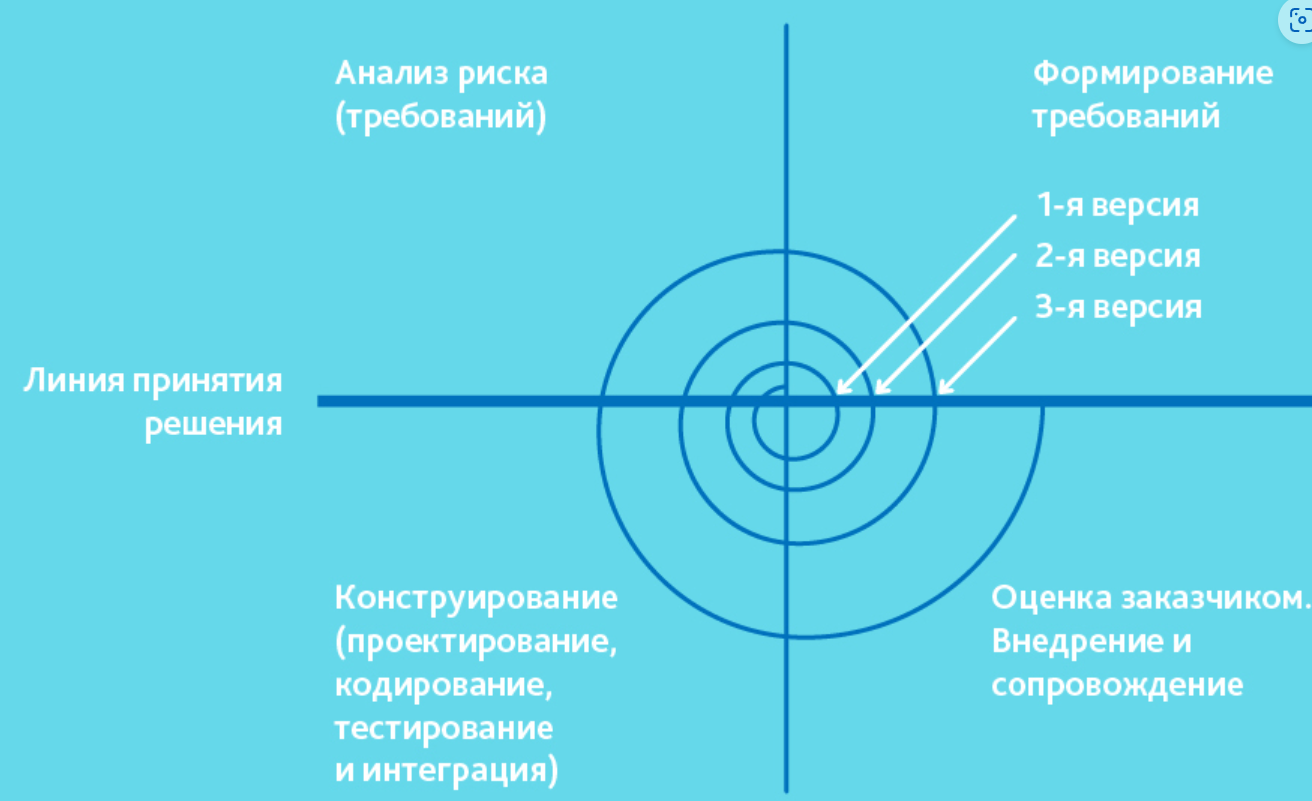 Анализ риска
(требований)
Формирование
требований
1-я версия
2-я версия
3-я версия
Линия принятия
решения
Конструирование
(проектирование,
кодирование,
тестирование
и интеграция)
Оценка заказчиком.
Внедрение и
сопровождение